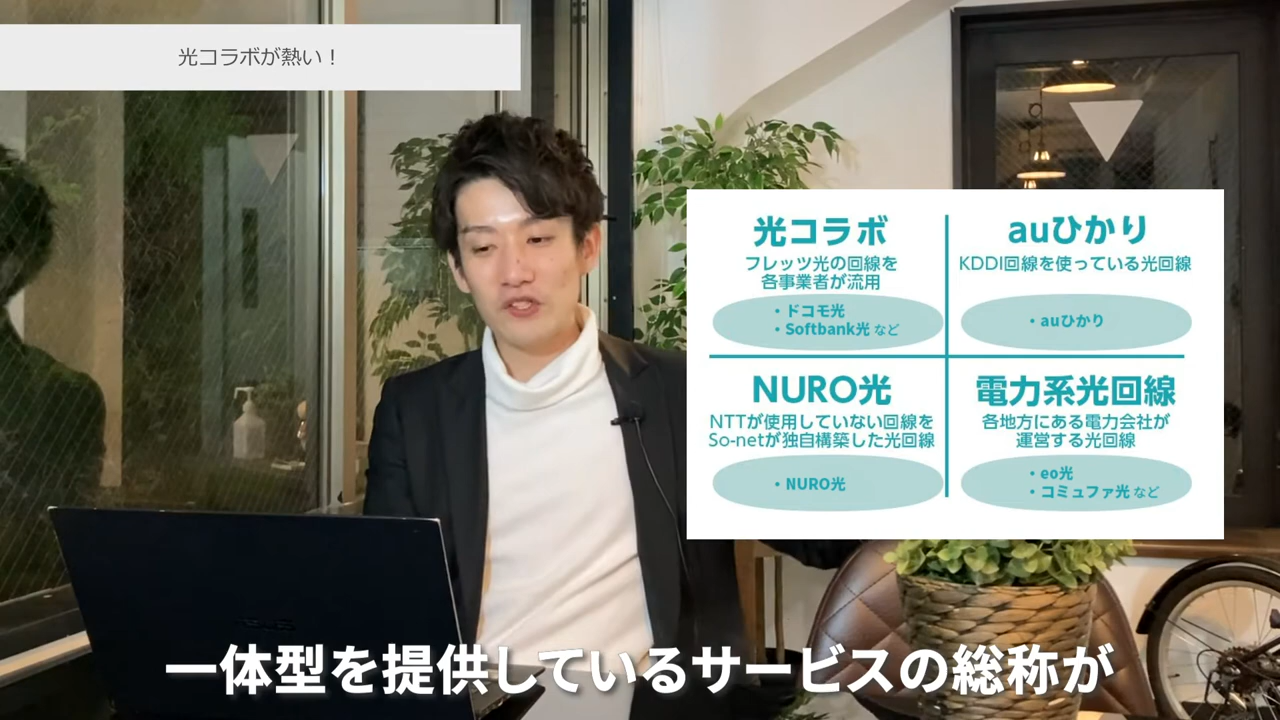 光コラボが熱い！
光コラボ
フレッツ光の回線を
各事業者が流用
・ドコモ光
・Softbank光 など
auひかり
KDDI回線を使っている光回線
・auひかり
NURO光
NTTが使用していない回線を
So-netが独自構築した光回線
・NURO光
電力系光回線
各地方にある電力会社が
運営する光回線
・eo光
・コミュファ光 など
一体型を提供しているサービスの総称が